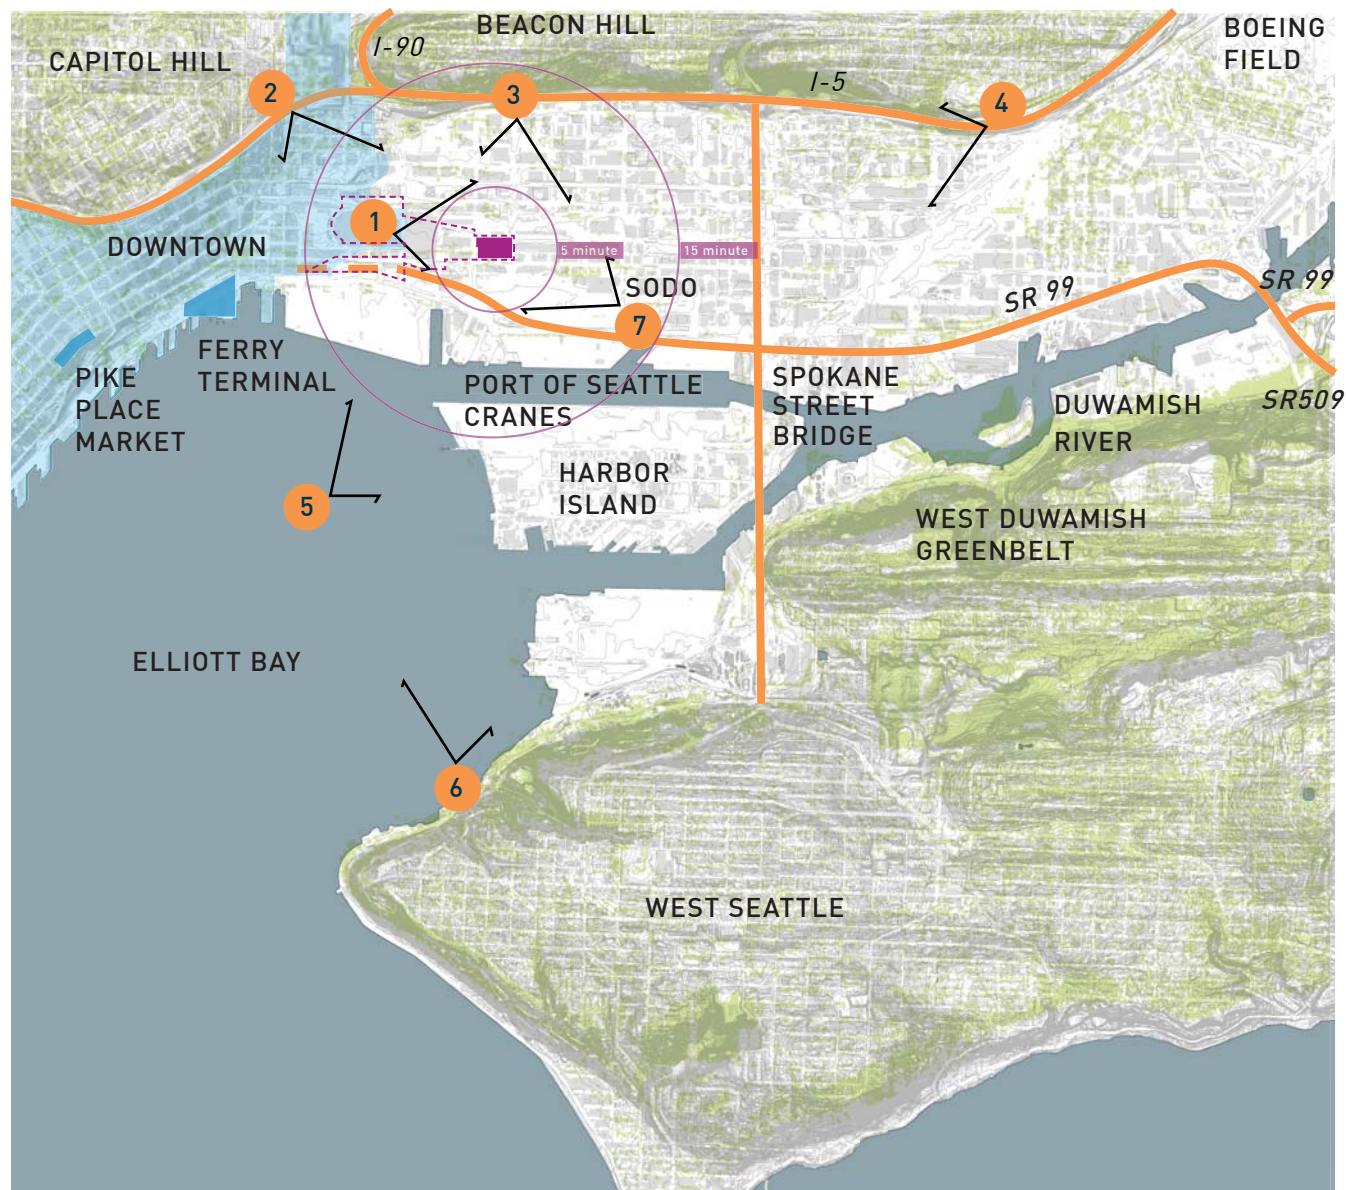 BEACON HILL
BOEING
FIELD
CAPITOL HILL
I-90
I-5
2
3
4
1
DOWNTOWN
5 minute
15 minute
SODO
SR 99
SR 99
7
FERRY
TERMINAL
PIKE
PLACE
MARKET
PORT OF SEATTLE
CRANES
SPOKANE
STREET
BRIDGE
DUWAMISH
RIVER
SR509
HARBOR
ISLAND
5
WEST DUWAMISH
GREENBELT
ELLIOTT BAY
6
WEST SEATTLE